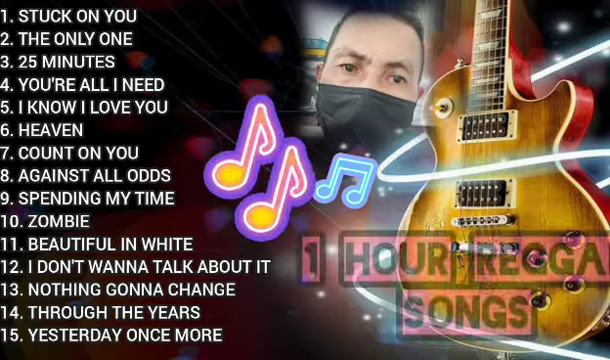 1. STUCK ON YOU
2. THE ONLY ONE
3. 25 MINUTES
4. YOU'RE ALL I NEED
5. I KNOW I LOVE YOU
6. HEAVEN
7. COUNT ON YOU
8. AGAINST ALL ODDS
9. SPENDING MY TIME
10. ZOMBIE
11. BEAUTIFUL IN WHITE
12. I DON'T WANNA TALK ABOUT IT
13. NOTHING GONNA CHANGE
14. THROUGH THE YEARS
15. YESTERDAY ONCE MORE
1 HOUR REGGA
SONGS